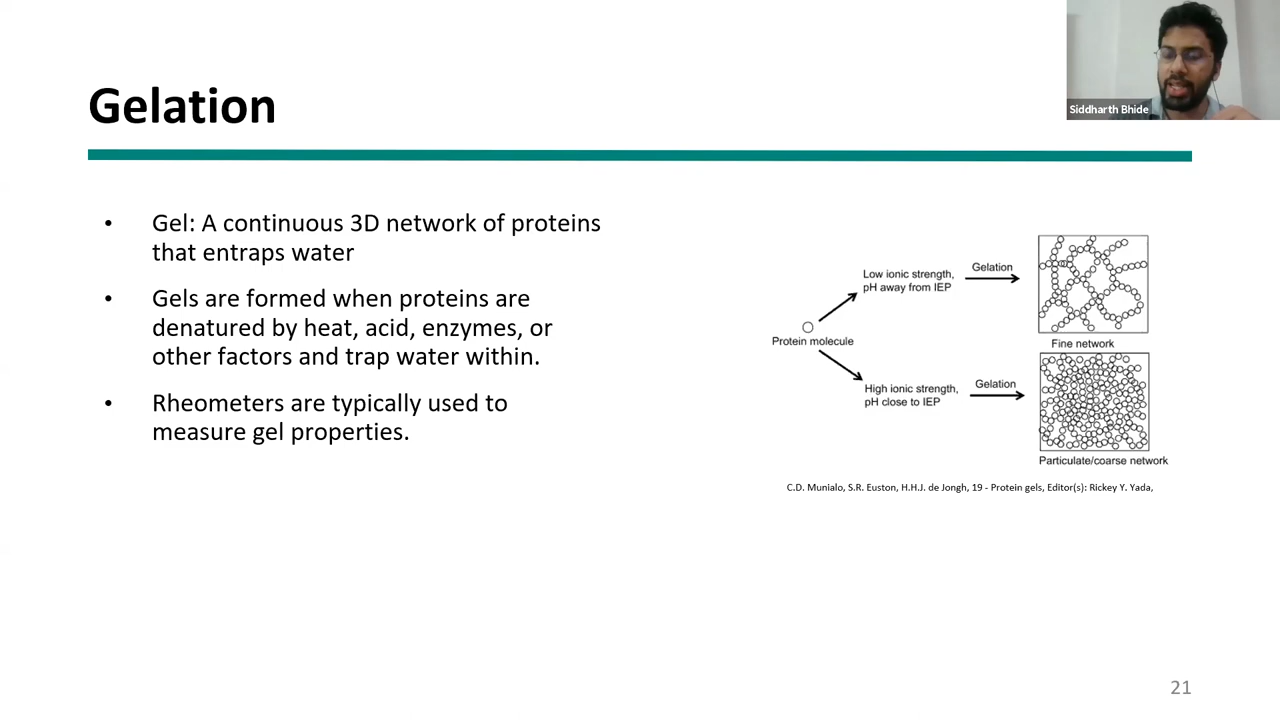 Siddharth Bhide
Gelation
• Gel: A continuous 3D network of proteins
that entraps water
• Gels are formed when proteins are
denatured by heat, acid, enzymes, or
other factors and trap water within.
• Rheometers are typically used to
measure gel properties.
Protein molecule
Low ionic strength,
pH away from IEP
Gelation
Fine network
High ionic strength,
pH close to IEP
Gelation
Particulate/coarse network
C.D. Munialo, S.R. Euston, H.H.J. de Jongh, 19 - Protein gels, Editor(s): Rickey Y. Yada,
21